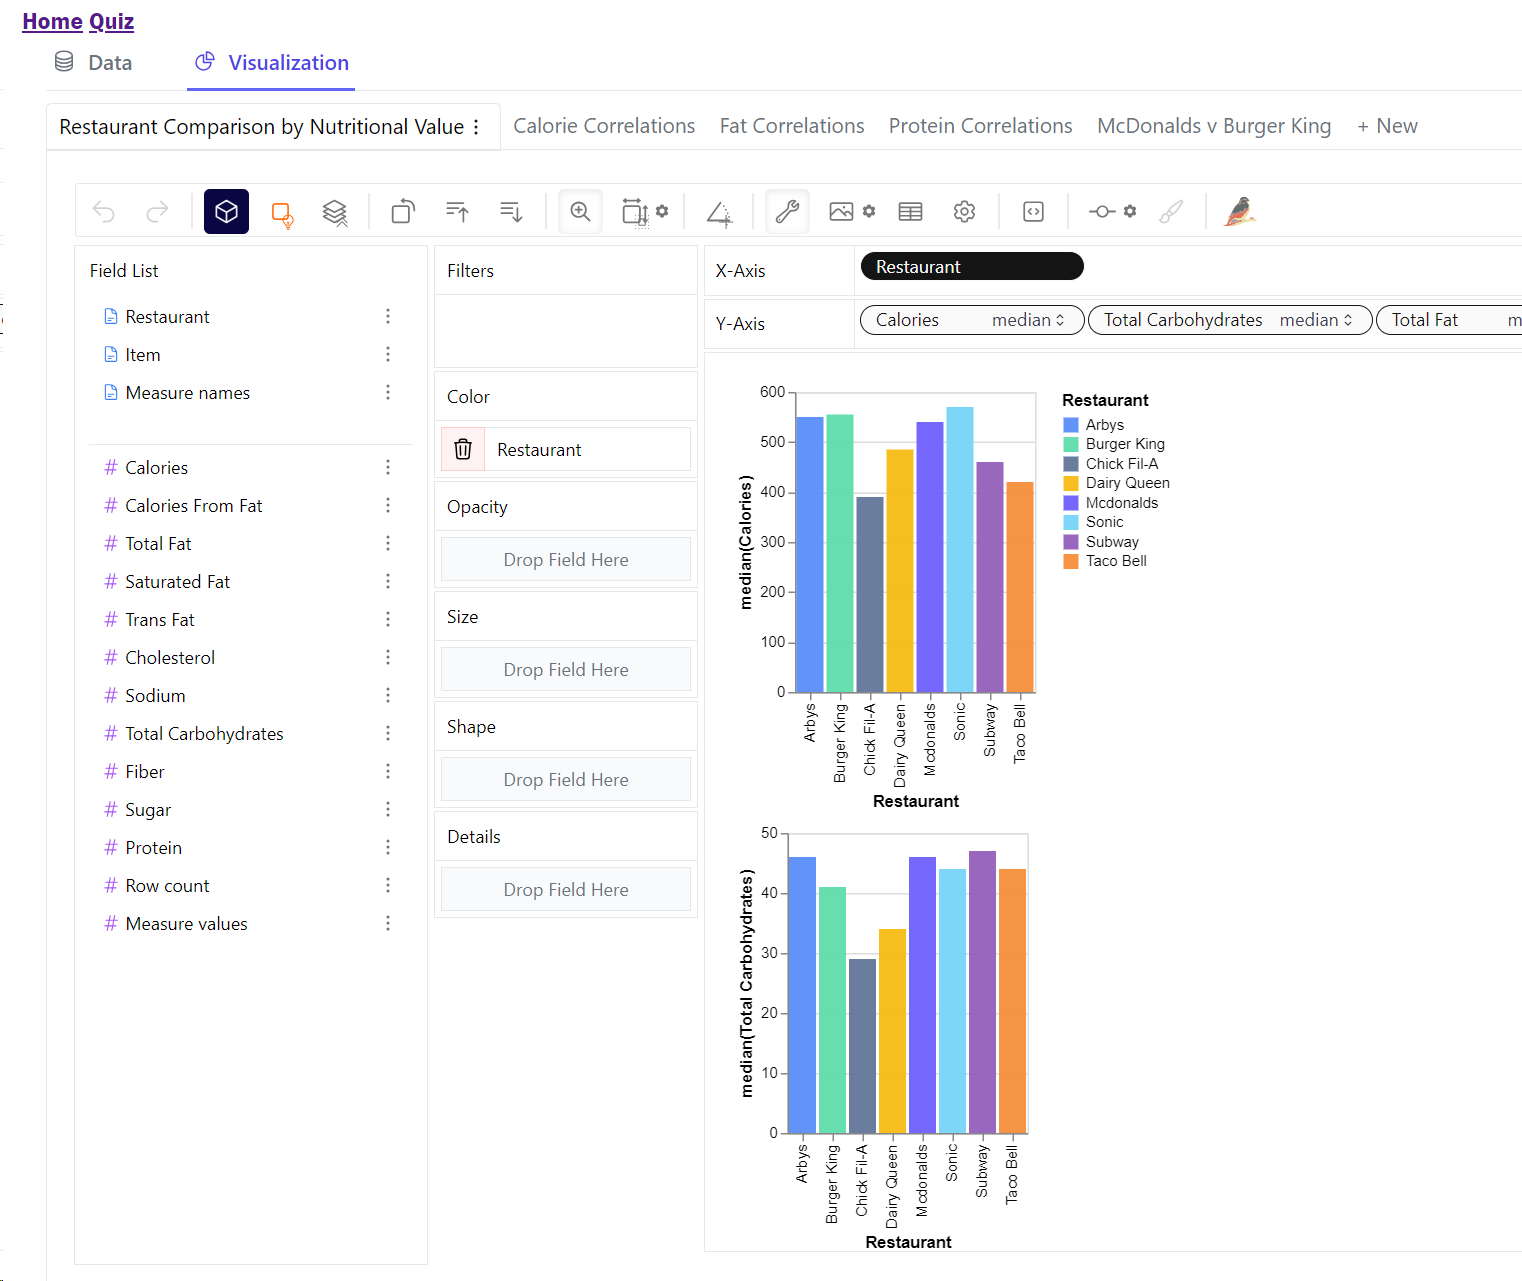 Home Quiz
Data
Visualization
Restaurant Comparison by Nutritional Value
Calorie Correlations
Fat Correlations
Protein Correlations
McDonalds v Burger King
+ New
Field List
Restaurant
Item
Measure names
# Calories
# Calories From Fat
# Total Fat
# Saturated Fat
# Trans Fat
# Cholesterol
# Sodium
# Total Carbohydrates
# Fiber
# Sugar
# Protein
# Row count
# Measure values
Filters
Color
Restaurant
Opacity
Drop Field Here
Size
Drop Field Here
Shape
Drop Field Here
Details
Drop Field Here
X-Axis
Restaurant
Y-Axis
Calories median
Total Carbohydrates median
Total Fat m
median(Calories)
600
500
400
300
200
100
0
Arbys
Burger King
Chick Fil-A
Dairy Queen
Mcdonalds
Sonic
Subway
Taco Bell
Restaurant
Restaurant
Arbys
Burger King
Chick Fil-A
Dairy Queen
Mcdonalds
Sonic
Subway
Taco Bell
median(Total Carbohydrates)
50
40
30
20
10
0
Arbys
Burger King
Chick Fil-A
Dairy Queen
Mcdonalds
Sonic
Subway
Taco Bell
Restaurant